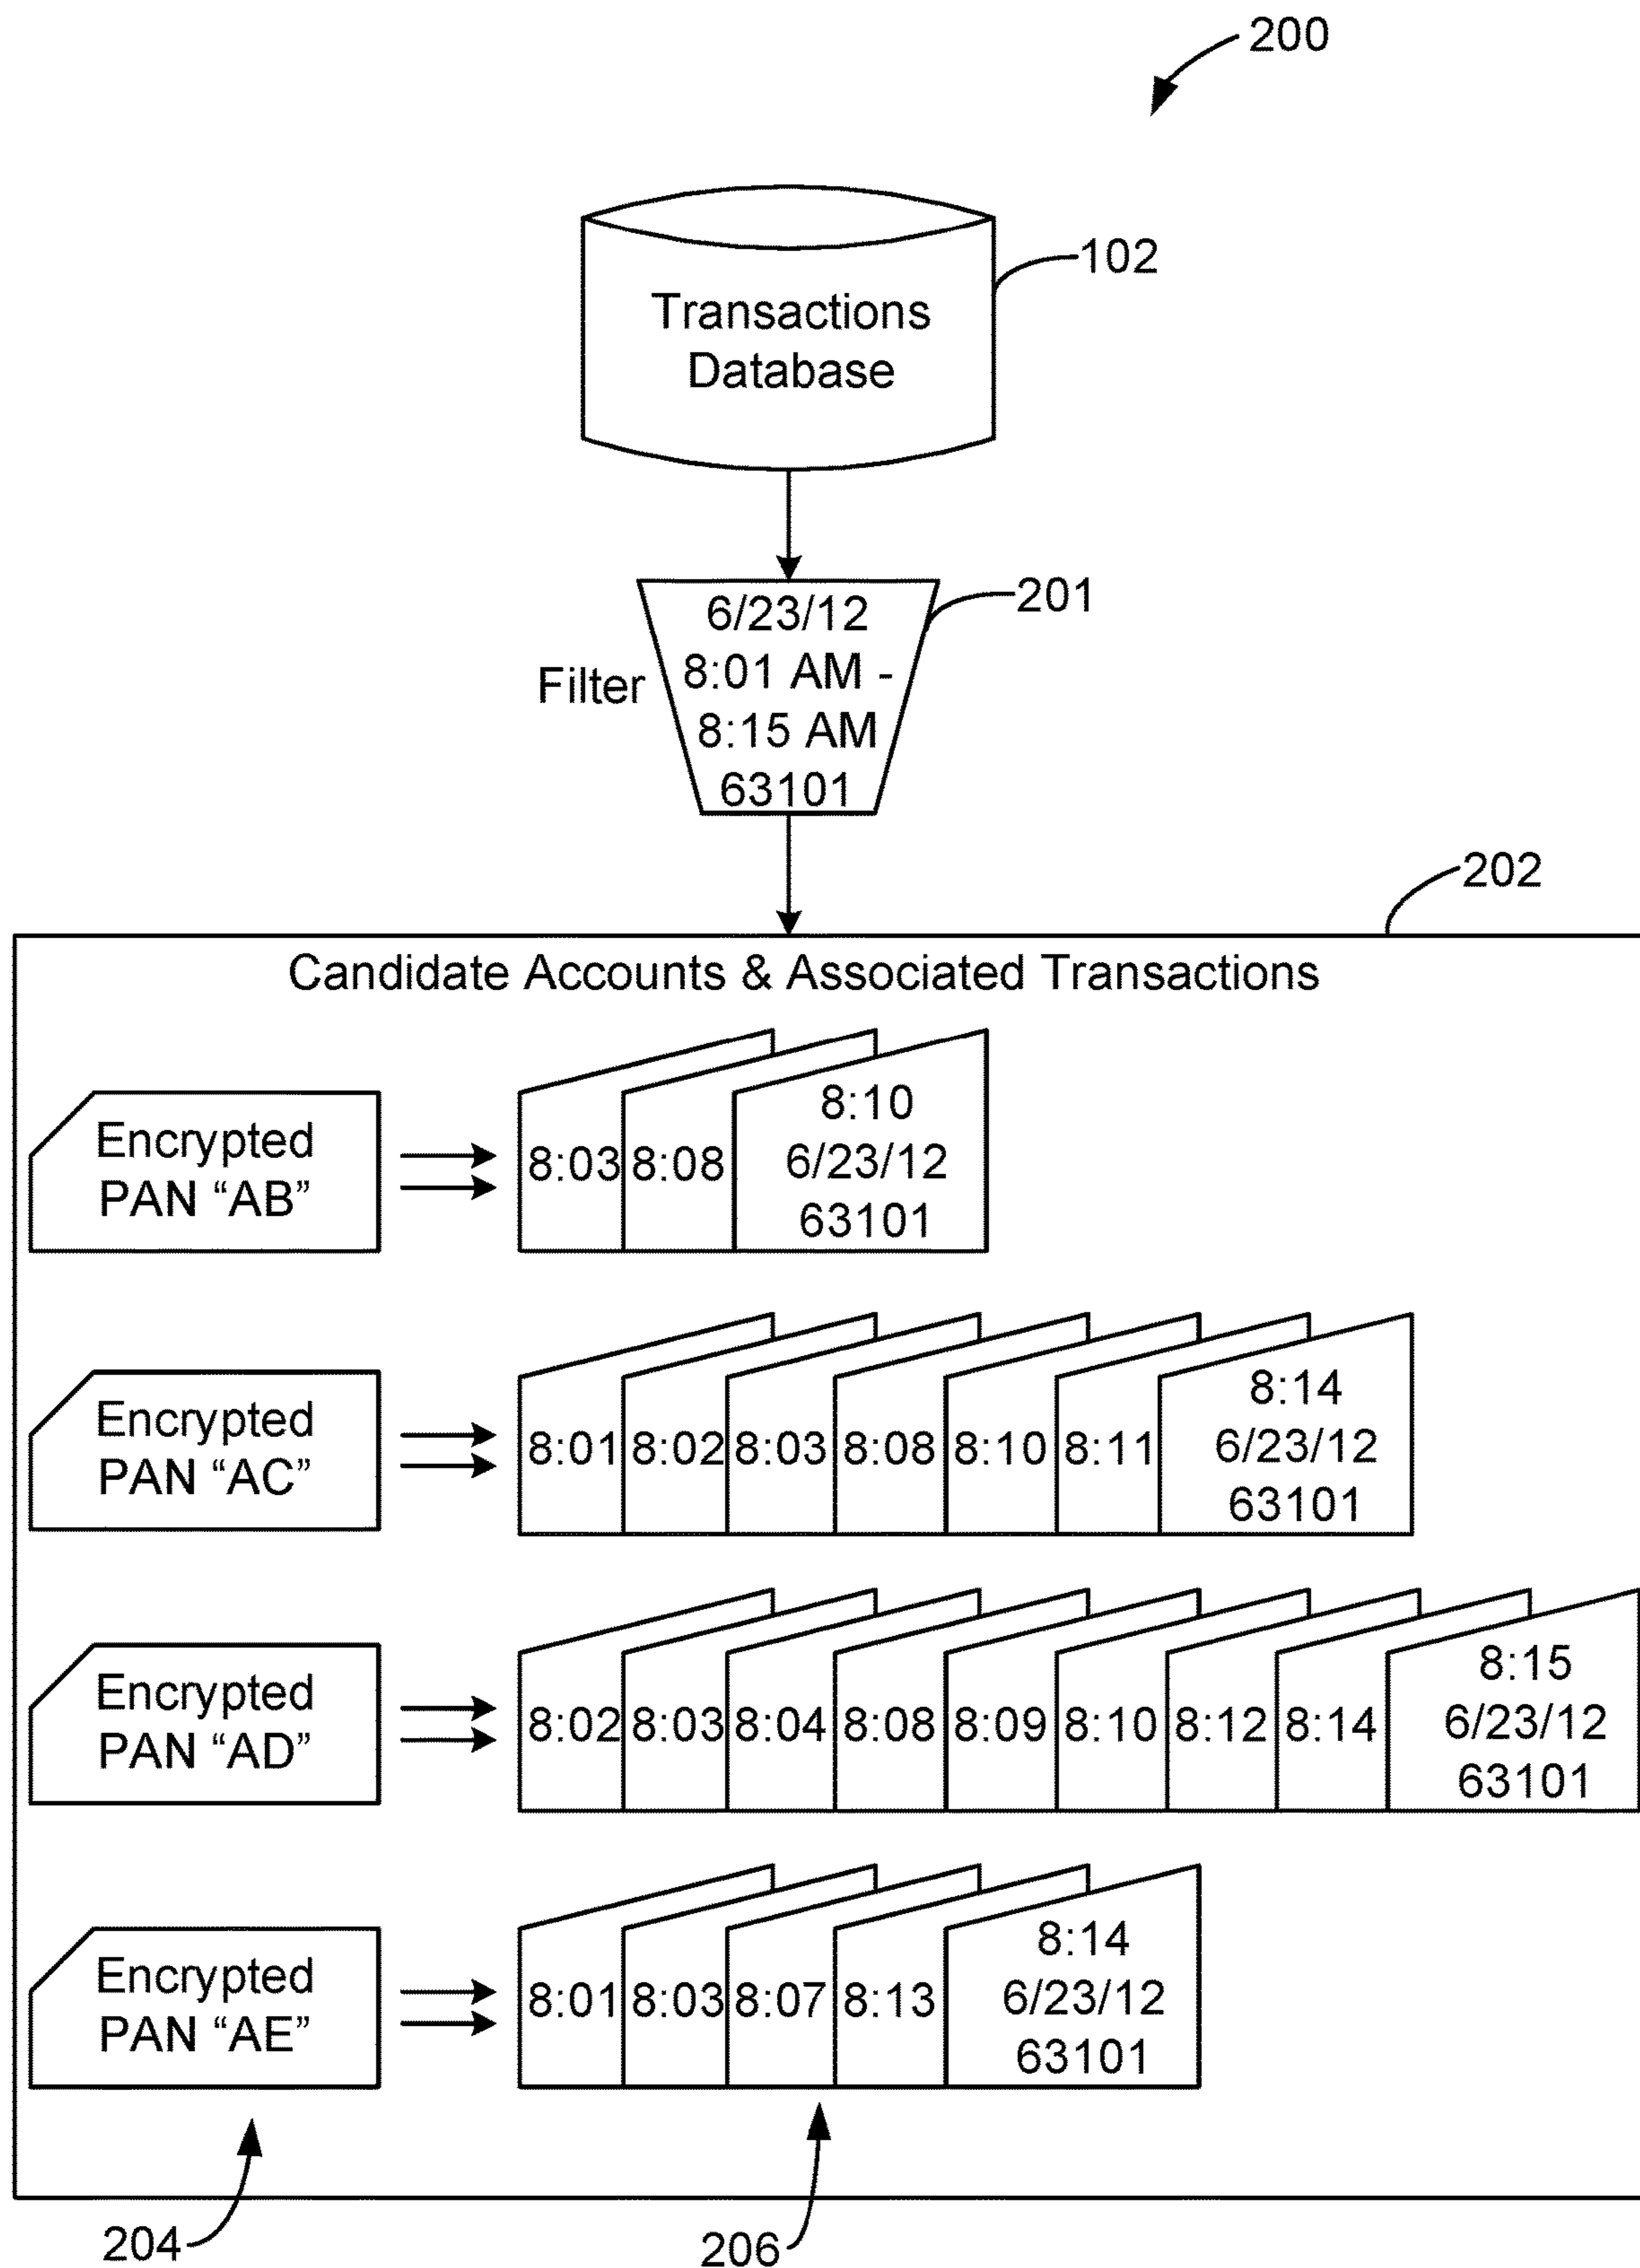 200
102
Transactions
Database
201
6/23/12
8:01 AM -
8:15 AM
63101
Filter
202
Candidate Accounts & Associated Transactions
Encrypted
PAN “AB”
8:03 8:08
8:10
6/23/12
63101
Encrypted
PAN “AC”
8:01 8:02 8:03 8:08 8:10 8:11
8:14
6/23/12
63101
Encrypted
PAN “AD”
8:02 8:03 8:04 8:08 8:09 8:10 8:12 8:14
8:15
6/23/12
63101
Encrypted
PAN “AE”
8:01 8:03 8:07 8:13
8:14
6/23/12
63101
204
206